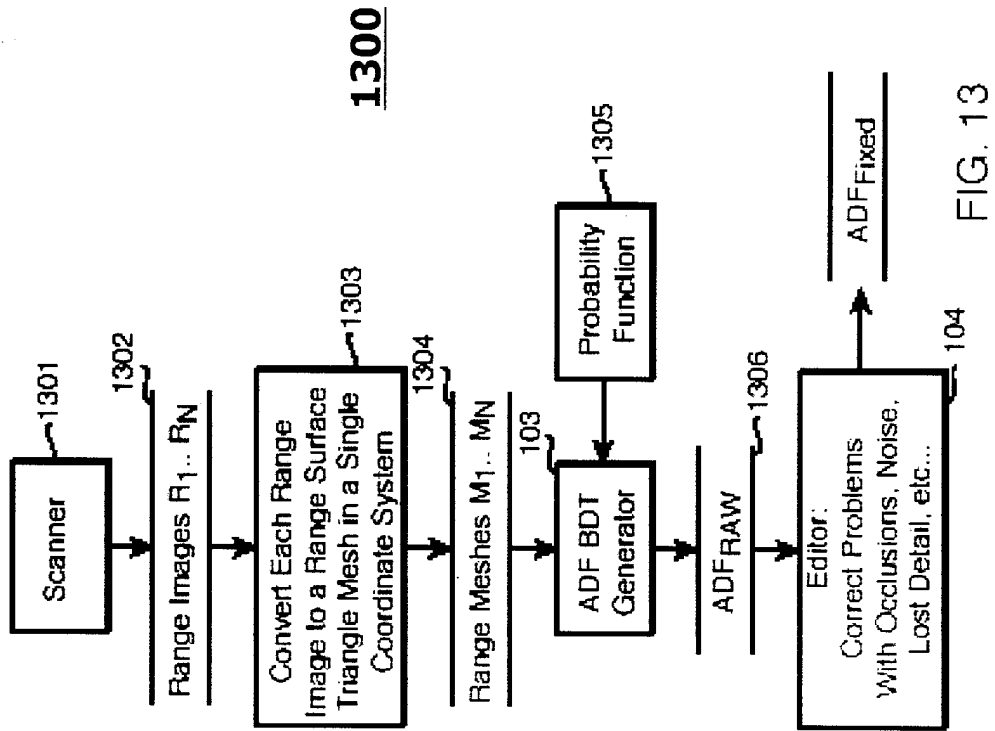 1300
Scanner
1301
1302
Range Images R1.. RN
Convert Each Range
Image to a Range Surface
Triangle Mesh in a Single
Coordinate System
1303
1304
Range Meshes M1.. MN
103
ADF BDT
Generator
Probability
Function
1305
ADFRAW
1306
Editor:
Correct Problems
With Occlusions, Noise,
Lost Detail, etc...
104
ADFFixed
FIG. 13